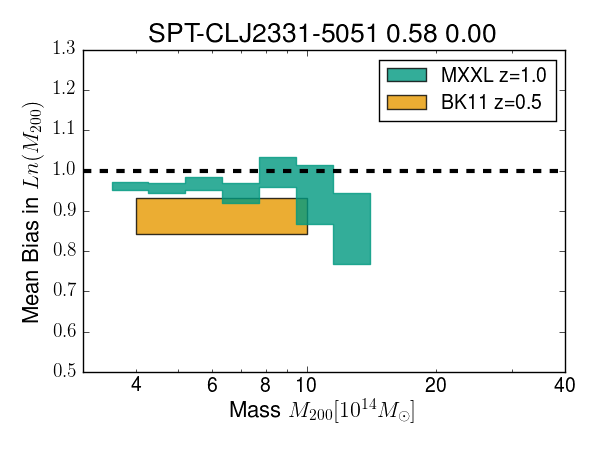 SPT-CLJ2331-5051 0.58 0.00
1.3
MXXL z=1.0
BK11 z=0.5
1.2
1.1
1.0
0.9
0.8
0.7
0.6
0.5
Mean Bias in Ln(M₂₀₀)
4 6 8 10 20 40
Mass M₂₀₀[10¹⁴M☉]